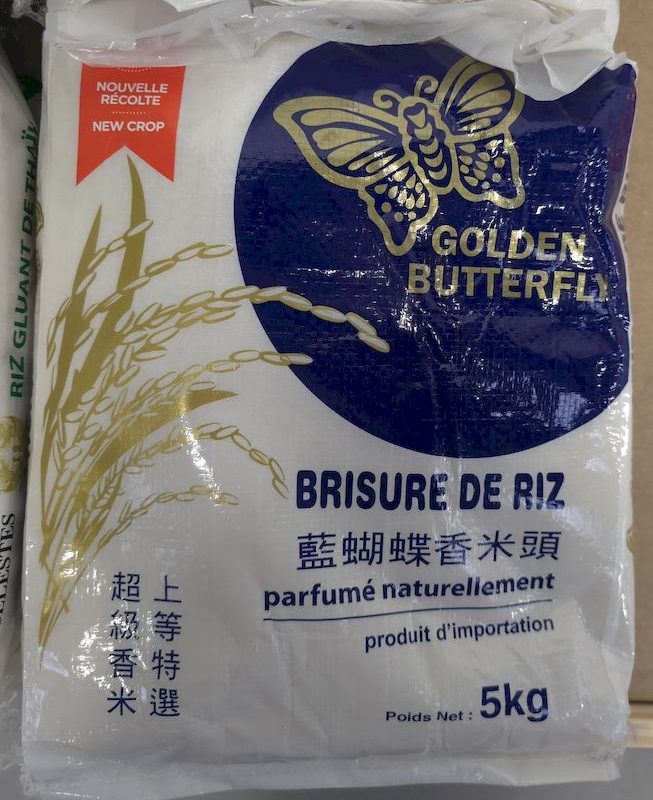 NOUVELLE
RÉCOLTE
NEW CROP
GOLDEN
BUTTERFLY
BRISURE DE RIZ
藍蝴蝶香米頭
parfumé naturellement
produit d'importation
上等特選
超級香米
Poids Net : 5kg
RIZ GLUANT DE THAÏ